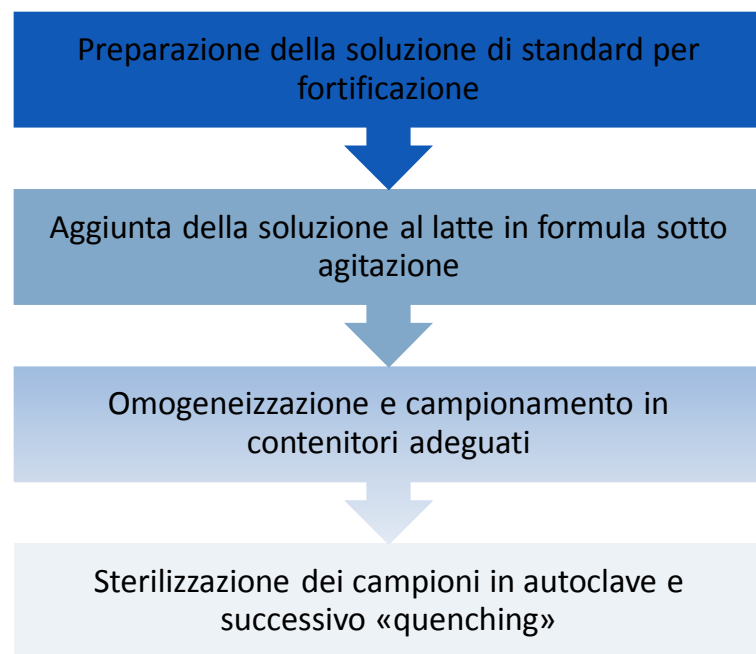 Preparazione della soluzione di standard per
fortificazione
Aggiunta della soluzione al latte in formula sotto
agitazione
Omogeneizzazione e campionamento in
contenitori adeguati
Sterilizzazione dei campioni in autoclave e
successivo «quenching»